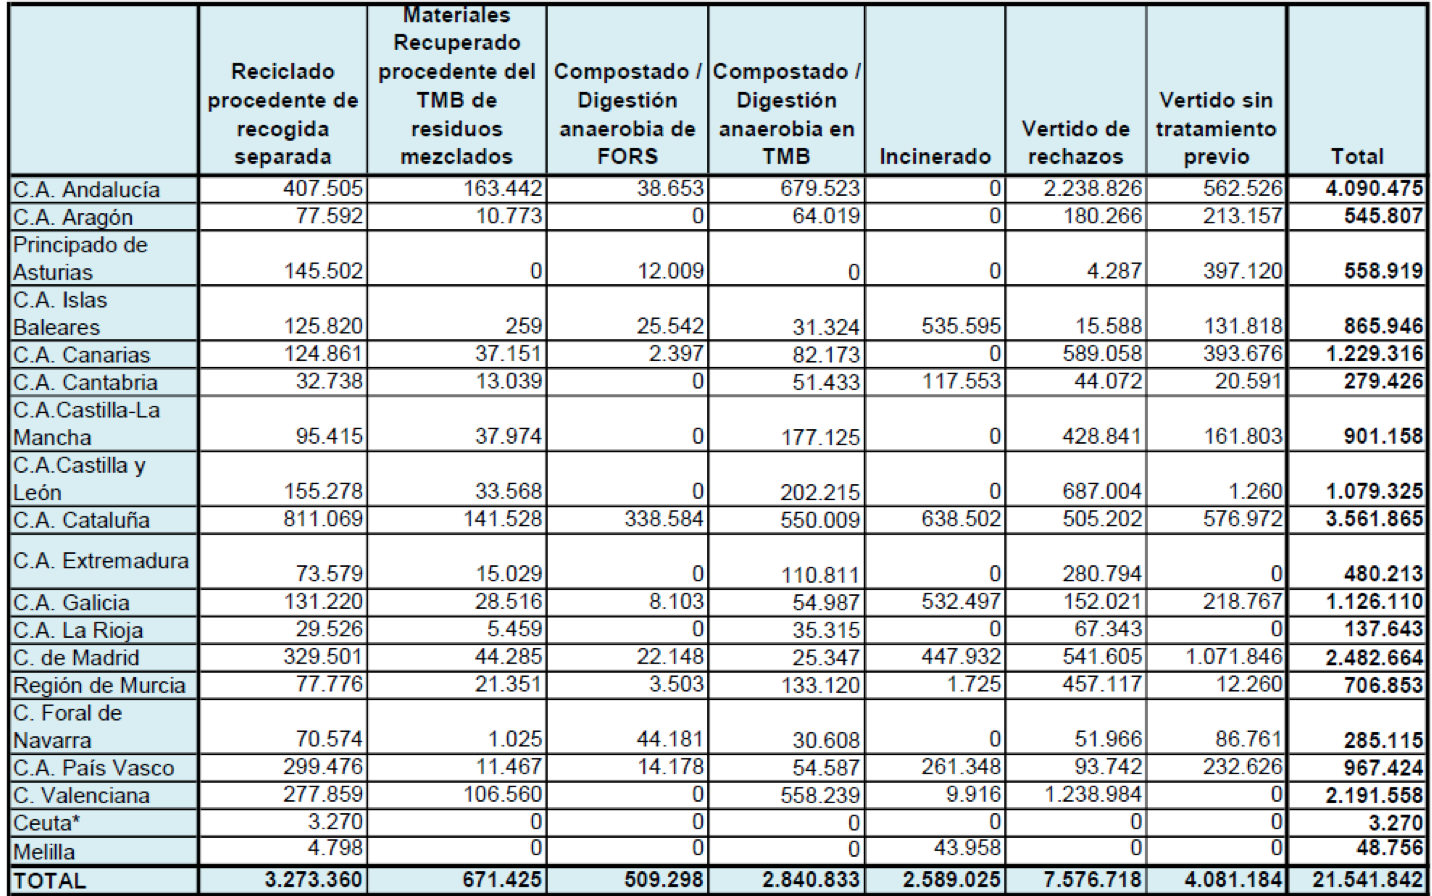 Reciclado procedente de recogida separada | Materiales Recuperado procedente del TMB de residuos mezclados | Compostado / Digestión anaerobia de FORS | Compostado / Digestión anaerobia en TMB | Incinerado | Vertido de rechazos | Vertido sin tratamiento previo | Total
C.A. Andalucía 407.505 163.442 38.653 679.523 0 2.238.826 562.526 4.090.475
C.A. Aragón 77.592 10.773 0 64.019 0 180.266 213.157 545.807
Principado de Asturias 145.502 0 12.009 0 0 4.287 397.120 558.919
C.A. Islas Baleares 125.820 259 25.542 31.324 535.595 15.588 131.818 865.946
C.A. Canarias 124.861 37.151 2.397 82.173 0 589.058 393.676 1.229.316
C.A. Cantabria 32.738 13.039 0 51.433 117.553 44.072 20.591 279.426
C.A.Castilla-La Mancha 95.415 37.974 0 177.125 0 428.841 161.803 901.158
C.A.Castilla y León 155.278 33.568 0 202.215 0 687.004 1.260 1.079.325
C.A. Cataluña 811.069 141.528 338.584 550.009 638.502 505.202 576.972 3.561.865
C.A. Extremadura 73.579 15.029 0 110.811 0 280.794 0 480.213
C.A. Galicia 131.220 28.516 8.103 54.987 532.497 152.021 218.767 1.126.110
C.A. La Rioja 29.526 5.459 0 35.315 0 67.343 0 137.643
C. de Madrid 329.501 44.285 22.148 25.347 447.932 541.605 1.071.846 2.482.664
Región de Murcia 77.776 21.351 3.503 133.120 1.725 457.117 12.260 706.853
C. Foral de Navarra 70.574 1.025 44.181 30.608 0 51.966 86.761 285.115
C.A. País Vasco 299.476 11.467 14.178 54.587 261.348 93.742 232.626 967.424
C. Valenciana 277.859 106.560 0 558.239 9.916 1.238.984 0 2.191.558
Ceuta* 3.270 0 0 0 0 0 0 3.270
Melilla 4.798 0 0 0 43.958 0 0 48.756
TOTAL 3.273.360 671.425 509.298 2.840.833 2.589.025 7.576.718 4.081.184 21.541.842